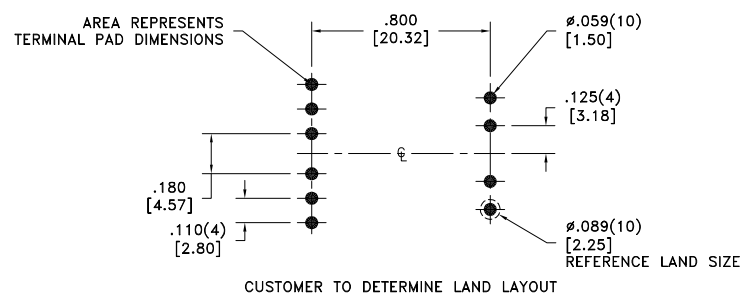 AREA REPRESENTS
TERMINAL PAD DIMENSIONS
.800
[20.32]
ø.059(10)
[1.50]
.125(4)
[3.18]
℄
.180
[4.57]
.110(4)
[2.80]
ø.089(10)
[2.25]
REFERENCE LAND SIZE
CUSTOMER TO DETERMINE LAND LAYOUT